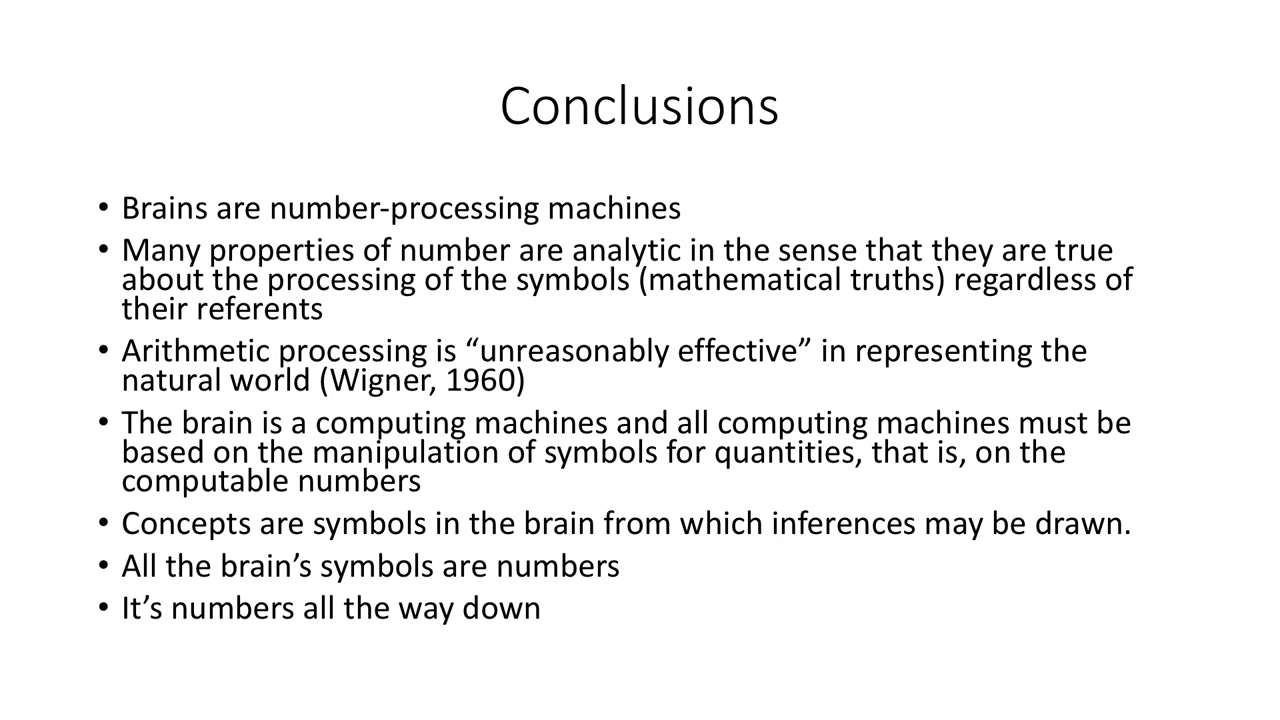 Conclusions
• Brains are number-processing machines
• Many properties of number are analytic in the sense that they are true
about the processing of the symbols (mathematical truths) regardless of
their referents
• Arithmetic processing is “unreasonably effective” in representing the
natural world (Wigner, 1960)
• The brain is a computing machines and all computing machines must be
based on the manipulation of symbols for quantities, that is, on the
computable numbers
• Concepts are symbols in the brain from which inferences may be drawn.
• All the brain’s symbols are numbers
• It’s numbers all the way down